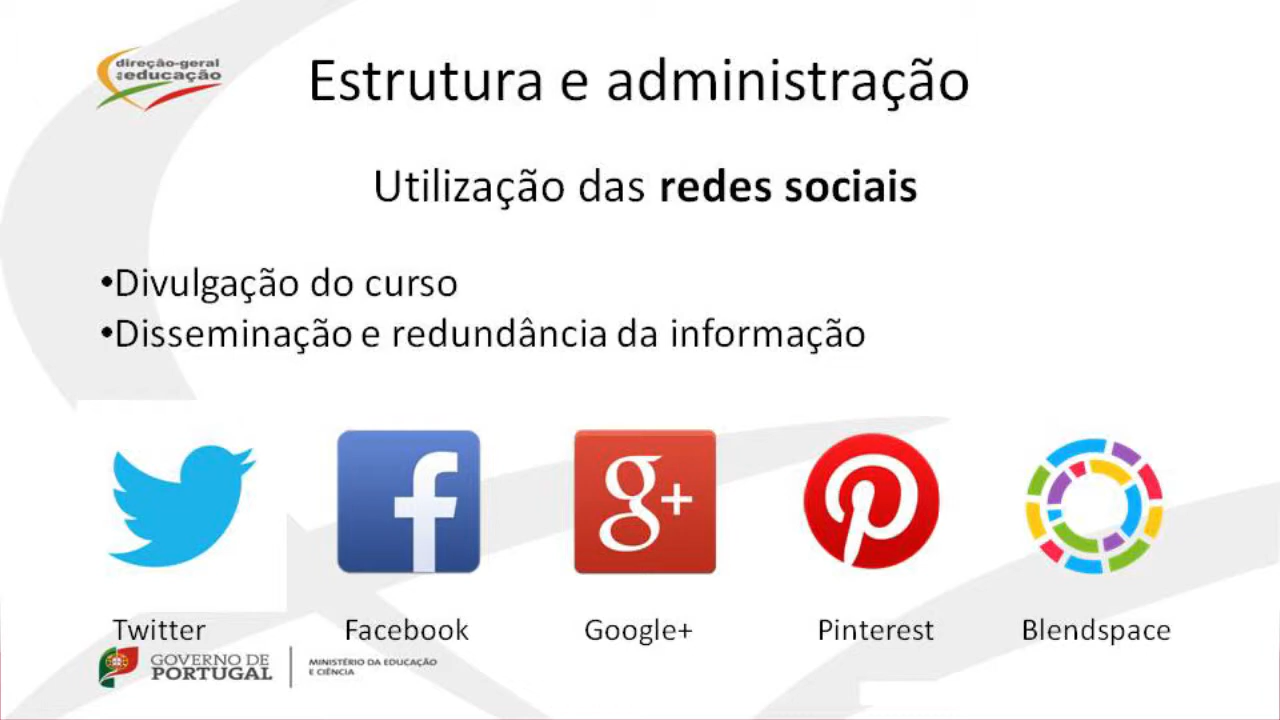 direção-geral
da educação
Estrutura e administração
Utilização das redes sociais
•Divulgação do curso
•Disseminação e redundância da informação
f
g+
p
Twitter
Facebook
Google+
Pinterest
Blendspace
GOVERNO DE
PORTUGAL
MINISTÉRIO DA EDUCAÇÃO
E CIÊNCIA